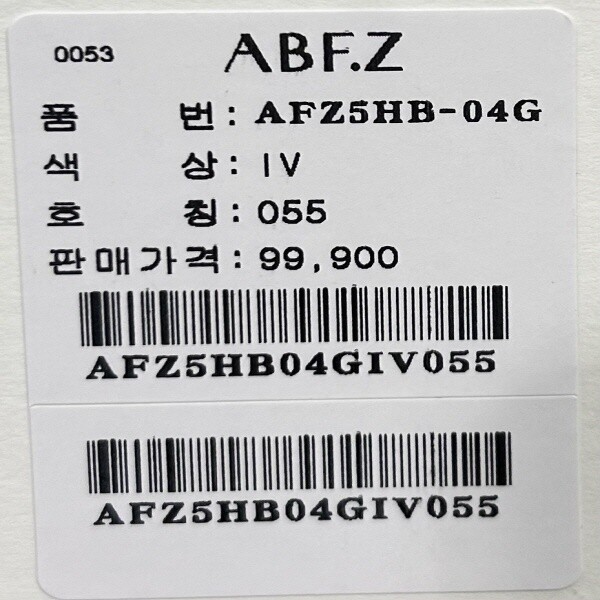 0053 ABF.Z
품 번 : AFZ5HB-04G
색 상 : IV
호 칭 : 055
판매가격 : 99,900
AFZ5HB04GIV055
AFZ5HB04GIV055